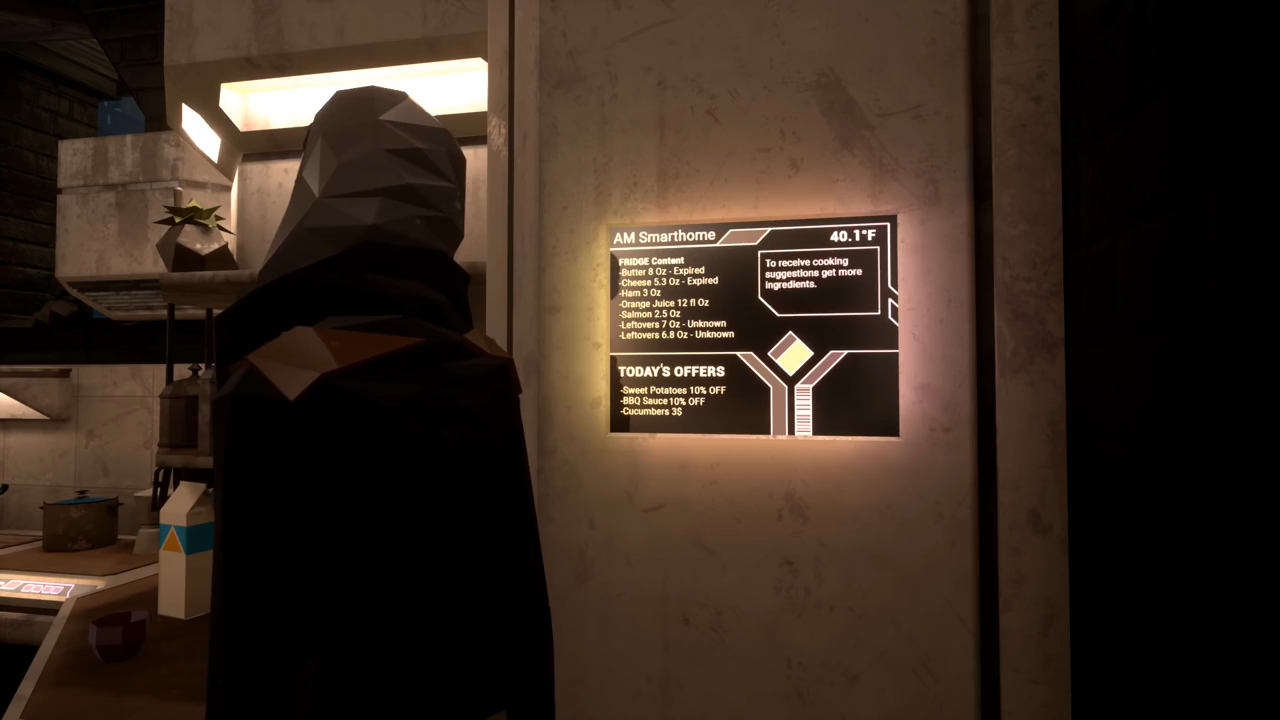 AM Smarthome
40.1°F
FRIDGE Content
-Butter 8 Oz - Expired
-Cheese 5.3 Oz - Expired
-Ham 3 Oz
-Orange Juice 12 fl Oz
-Salmon 2.5 Oz
-Leftovers 7 Oz - Unknown
-Leftovers 6.8 Oz - Unknown
To receive cooking
suggestions get more
ingredients.
TODAY'S OFFERS
-Sweet Potatoes 10% OFF
-BBQ Sauce 10% OFF
-Cucumbers 3$